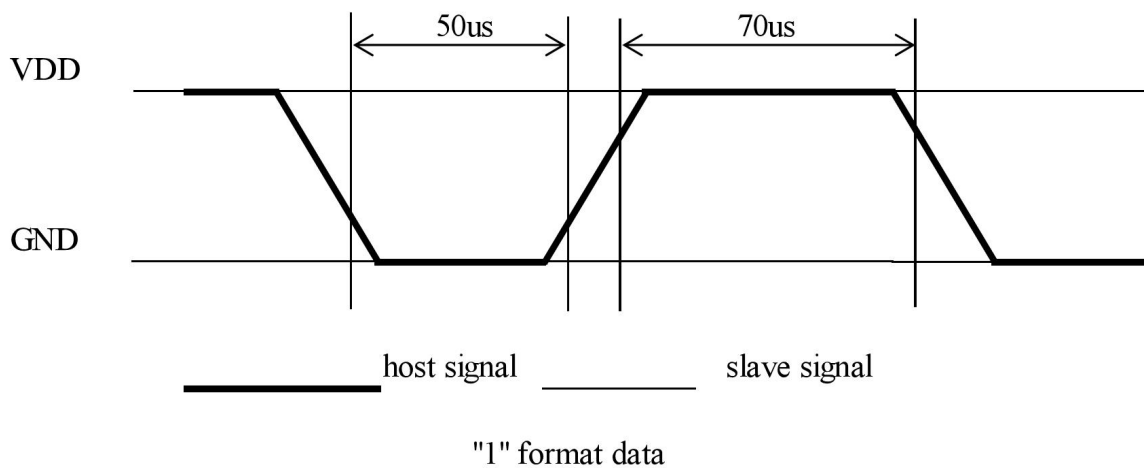 50us 70us
VDD
GND
host signal slave signal
"1" format data